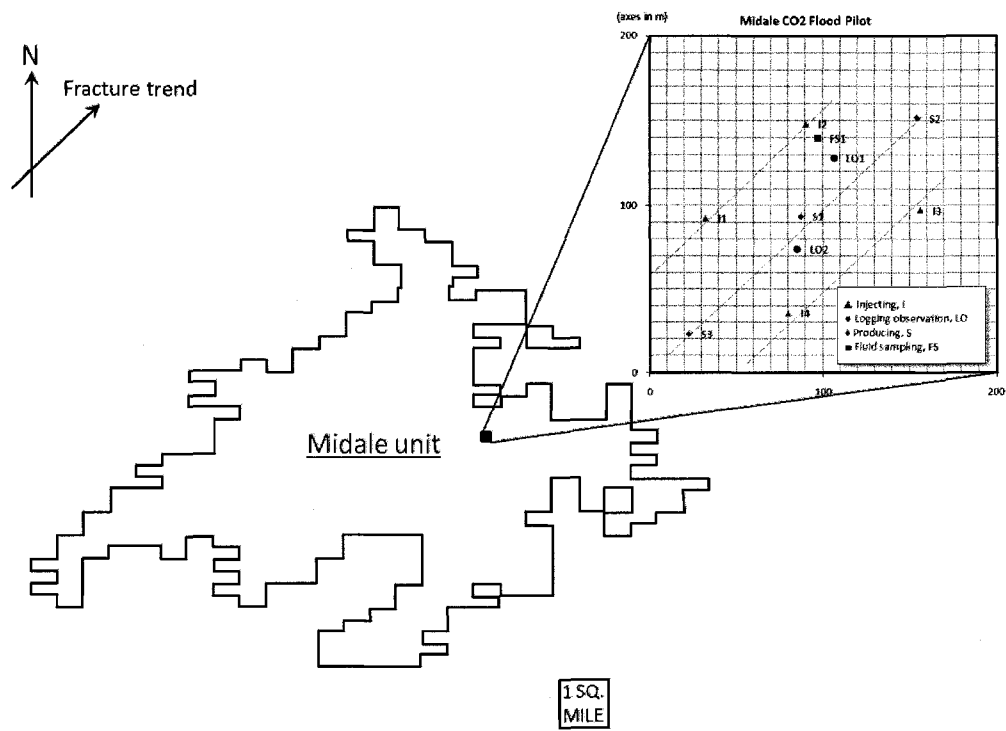 (axes in m)
Midale CO2 Flood Pilot
200
N
Fracture trend
I2
S2
FS1
LO1
100
I1
S1
I3
LO2
Injecting, I
Logging observation, LO
Producing, S
Fluid sampling, FS
I4
S3
0
0
100
200
Midale unit
1 SQ.
MILE